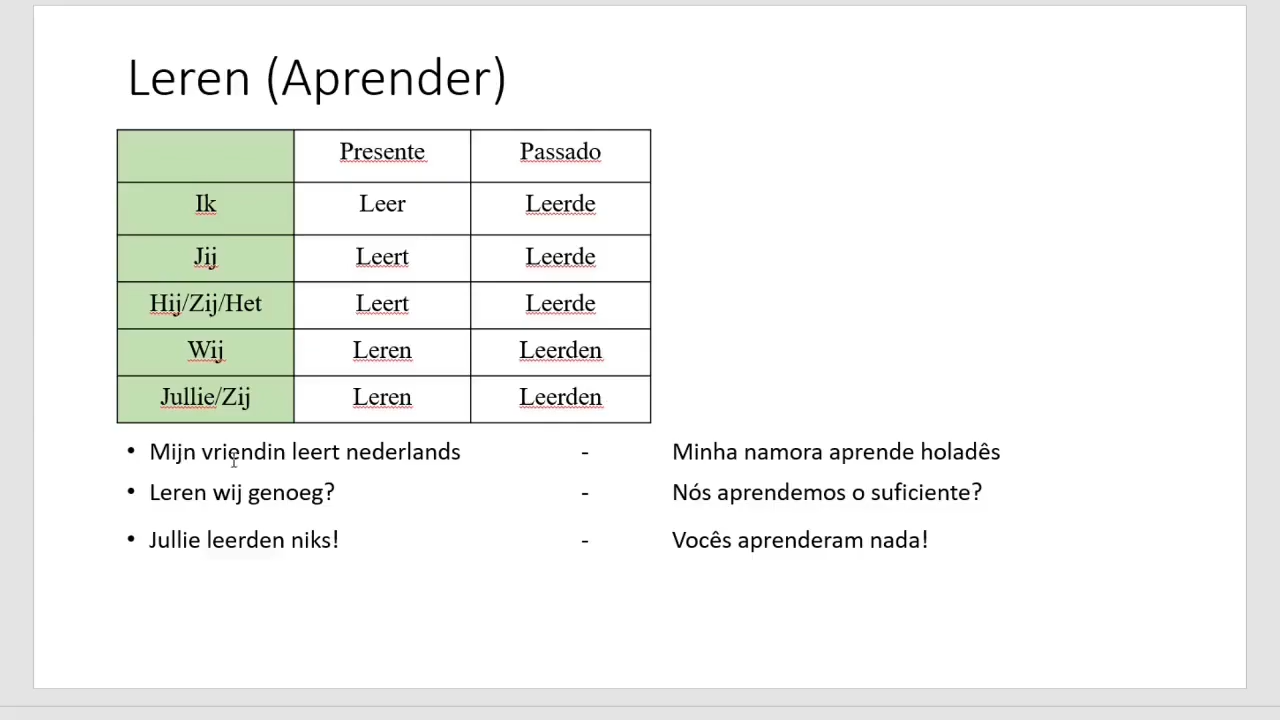 Leren (Aprender)
Presente Passado
Ik Leer Leerde
Jij Leert Leerde
Hij/Zij/Het Leert Leerde
Wij Leren Leerden
Jullie/Zij Leren Leerden
• Mijn vriendin leert nederlands - Minha namora aprende holadês
• Leren wij genoeg? - Nós aprendemos o suficiente?
• Jullie leerden niks! - Vocês aprenderam nada!